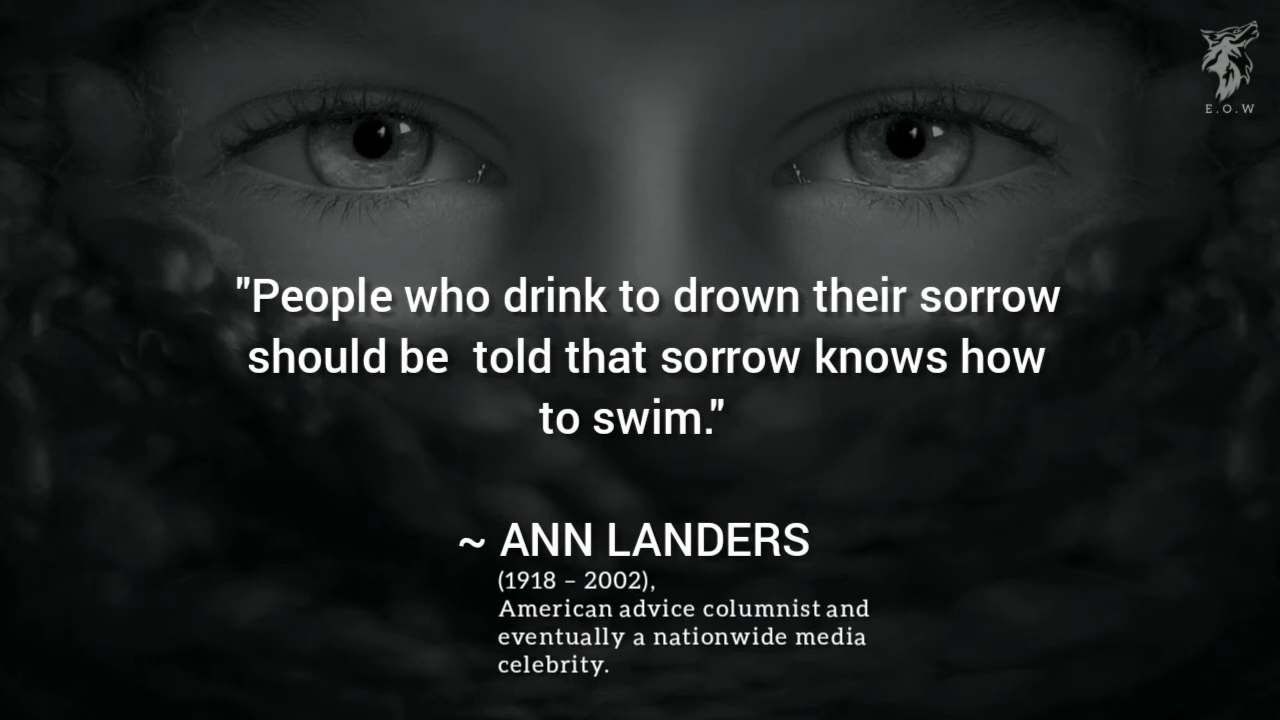 E.O.W
"People who drink to drown their sorrow
should be  told that sorrow knows how
to swim."
~ ANN LANDERS
(1918 – 2002),
American advice columnist and
eventually a nationwide media
celebrity.